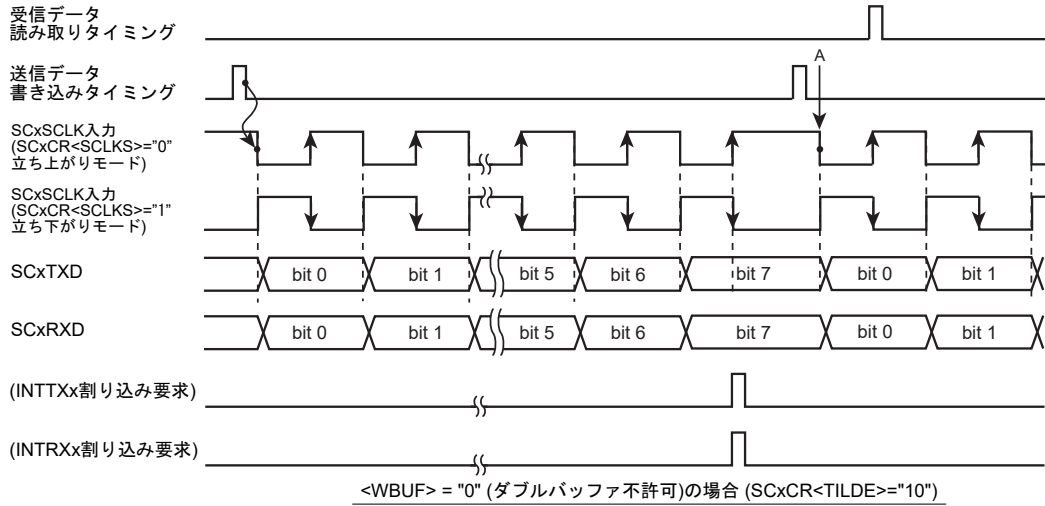 受信データ
読み取りタイミング
送信データ
書き込みタイミング
A
SCxSCLK入力
(SCxCR<SCLKS>="0"
立ち上がりモード)
SCxSCLK入力
(SCxCR<SCLKS>="1"
立ち下がりモード)
SCxTXD
bit 0 bit 1 bit 5 bit 6 bit 7 bit 0 bit 1
SCxRXD
bit 0 bit 1 bit 5 bit 6 bit 7 bit 0 bit 1
(INTTXx割り込み要求)
(INTRXx割り込み要求)
<WBUF> = "0" (ダブルバッファ不許可)の場合 (SCxCR<TILDE>="10")